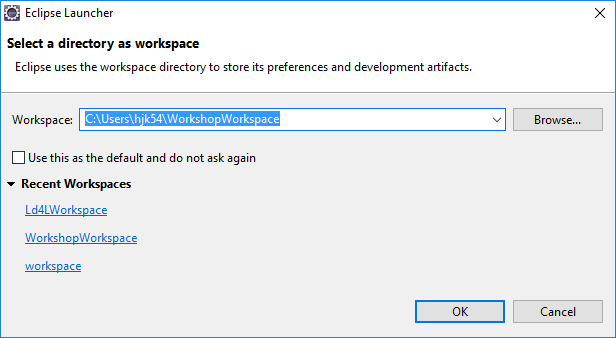 Eclipse Launcher
Select a directory as workspace
Eclipse uses the workspace directory to store its preferences and development artifacts.
Workspace: C:\Users\hjk54\WorkshopWorkspace Browse...
Use this as the default and do not ask again
Recent Workspaces
Ld4LWorkspace
WorkshopWorkspace
workspace
OK Cancel